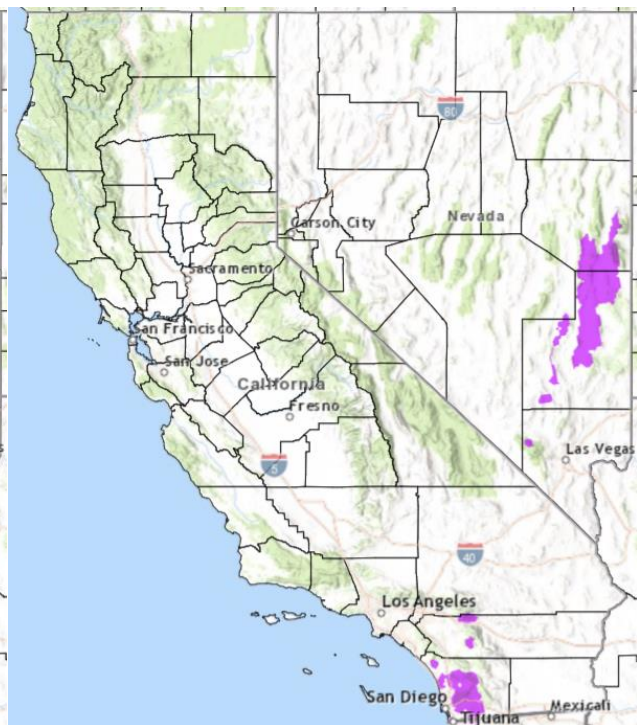 80
Carson City
Nevada
Sacramento
San Francisco
San Jose
California
Fresno
5
Las Vegas
40
Los Angeles
San Diego
Mexicali
Tijuana